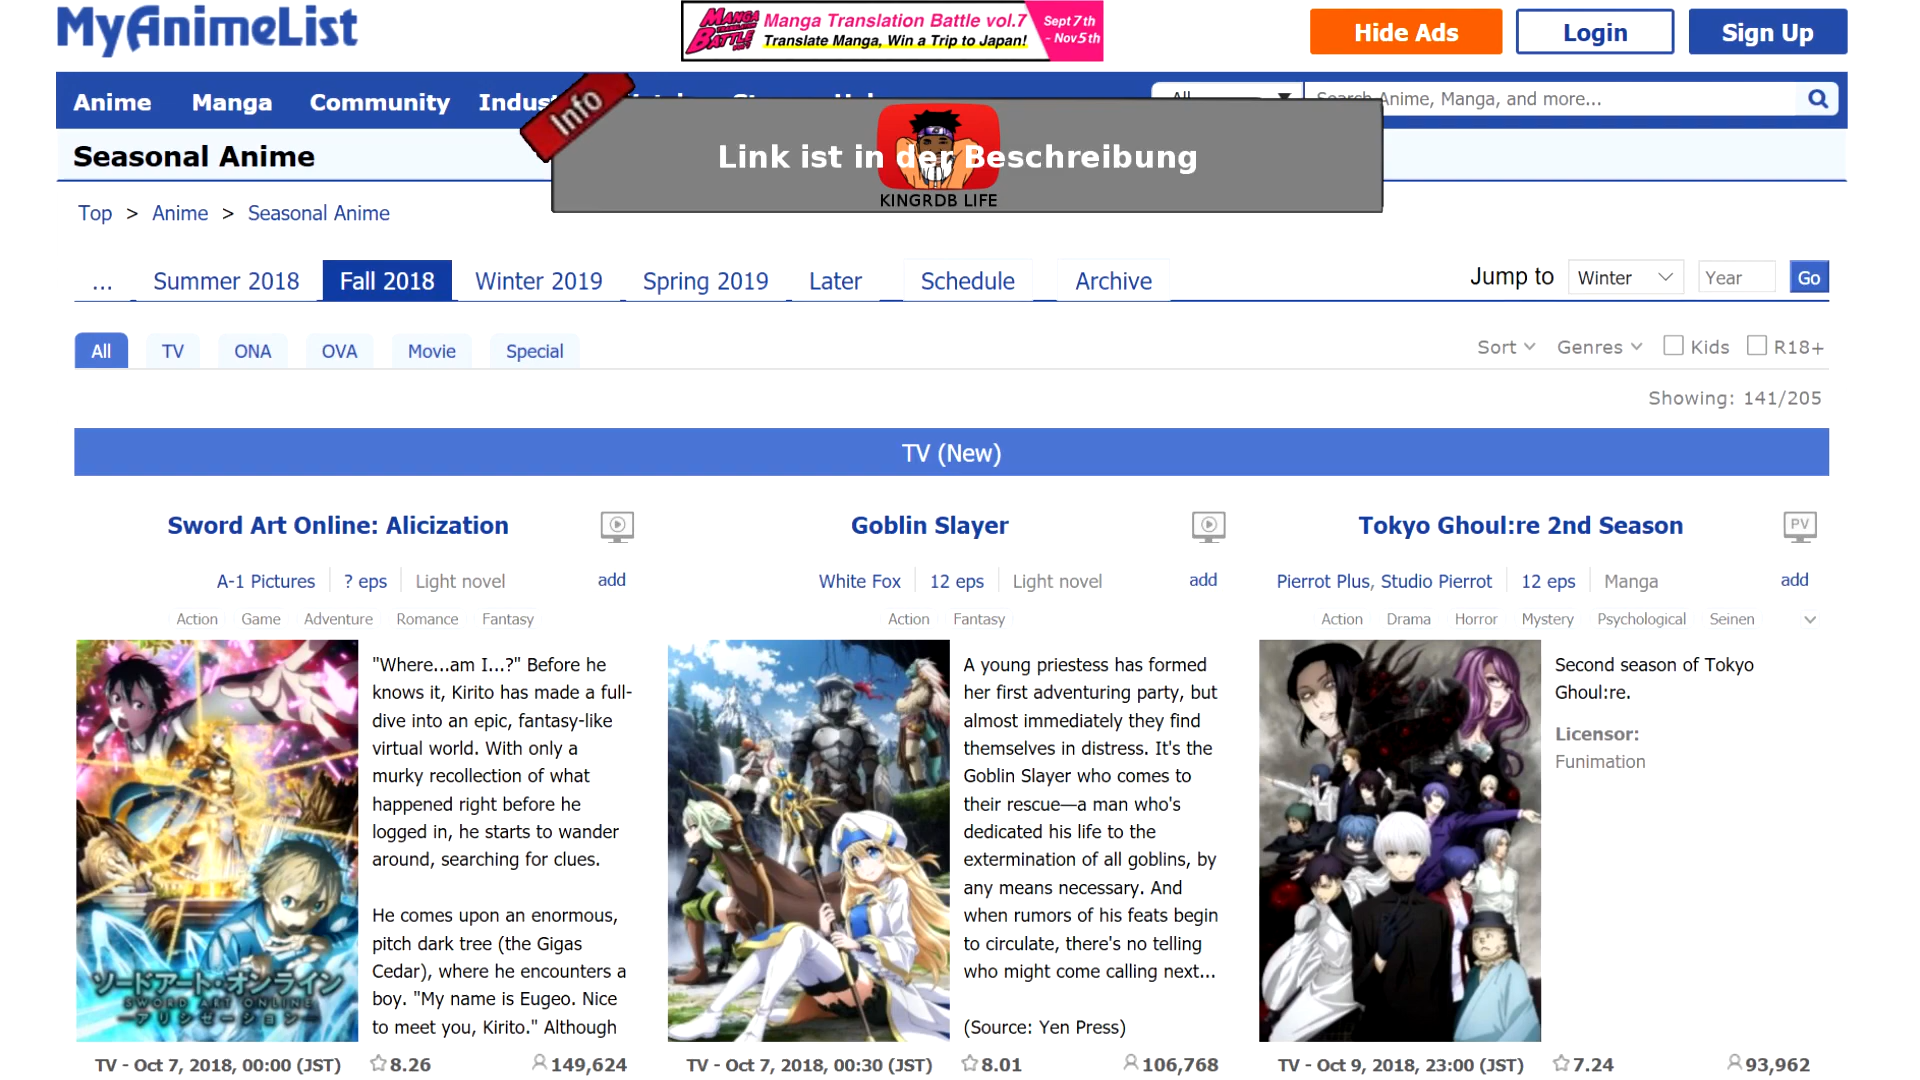 MyAnimeList
MANGA TRANSLATION BATTLE
Manga Translation Battle vol.7
Translate Manga, Win a Trip to Japan!
Sept 7th
- Nov 5th
Hide Ads
Login
Sign Up
Anime Manga Community
All
Search Anime, Manga, and more...
Info
Link ist in der Beschreibung
KINGRDB LIFE
Seasonal Anime
Top > Anime > Seasonal Anime
... Summer 2018 Fall 2018 Winter 2019 Spring 2019 Later Schedule Archive
Jump to Winter Year Go
All TV ONA OVA Movie Special
Sort Genres Kids R18+
Showing: 141/205
TV (New)
Sword Art Online: Alicization
A-1 Pictures ? eps Light novel add
Action Game Adventure Romance Fantasy
"Where...am I...?" Before he
knows it, Kirito has made a full-
dive into an epic, fantasy-like
virtual world. With only a
murky recollection of what
happened right before he
logged in, he starts to wander
around, searching for clues.
He comes upon an enormous,
pitch dark tree (the Gigas
Cedar), where he encounters a
boy. "My name is Eugeo. Nice
to meet you, Kirito." Although
ソードアート・オンライン
SWORD ART ONLINE
アリシゼーション
TV - Oct 7, 2018, 00:00 (JST) 8.26 149,624
Goblin Slayer
White Fox 12 eps Light novel add
Action Fantasy
A young priestess has formed
her first adventuring party, but
almost immediately they find
themselves in distress. It's the
Goblin Slayer who comes to
their rescue—a man who's
dedicated his life to the
extermination of all goblins, by
any means necessary. And
when rumors of his feats begin
to circulate, there's no telling
who might come calling next...
(Source: Yen Press)
TV - Oct 7, 2018, 00:30 (JST) 8.01 106,768
Tokyo Ghoul:re 2nd Season
PV
Pierrot Plus, Studio Pierrot 12 eps Manga add
Action Drama Horror Mystery Psychological Seinen
Second season of Tokyo
Ghoul:re.
Licensor:
Funimation
TV - Oct 9, 2018, 23:00 (JST) 7.24 93,962